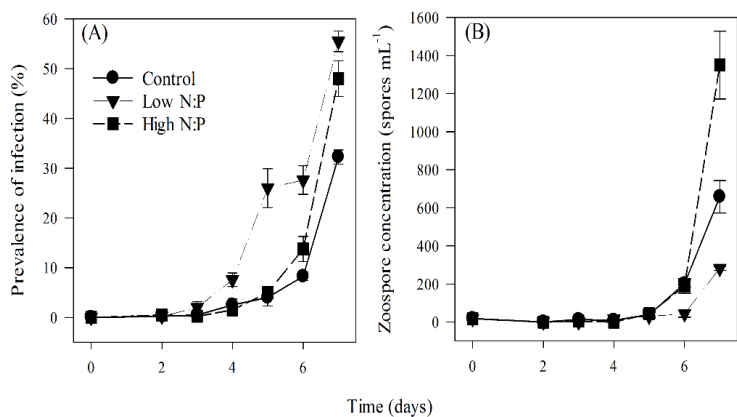 (A)
Prevalence of infection (%)
60
50
40
30
20
10
0
Control
Low N:P
High N:P
0 2 4 6
(B)
Zoospore concentration (spores mL⁻¹)
1600
1400
1200
1000
800
600
400
200
0
0 2 3 4 6
Time (days)